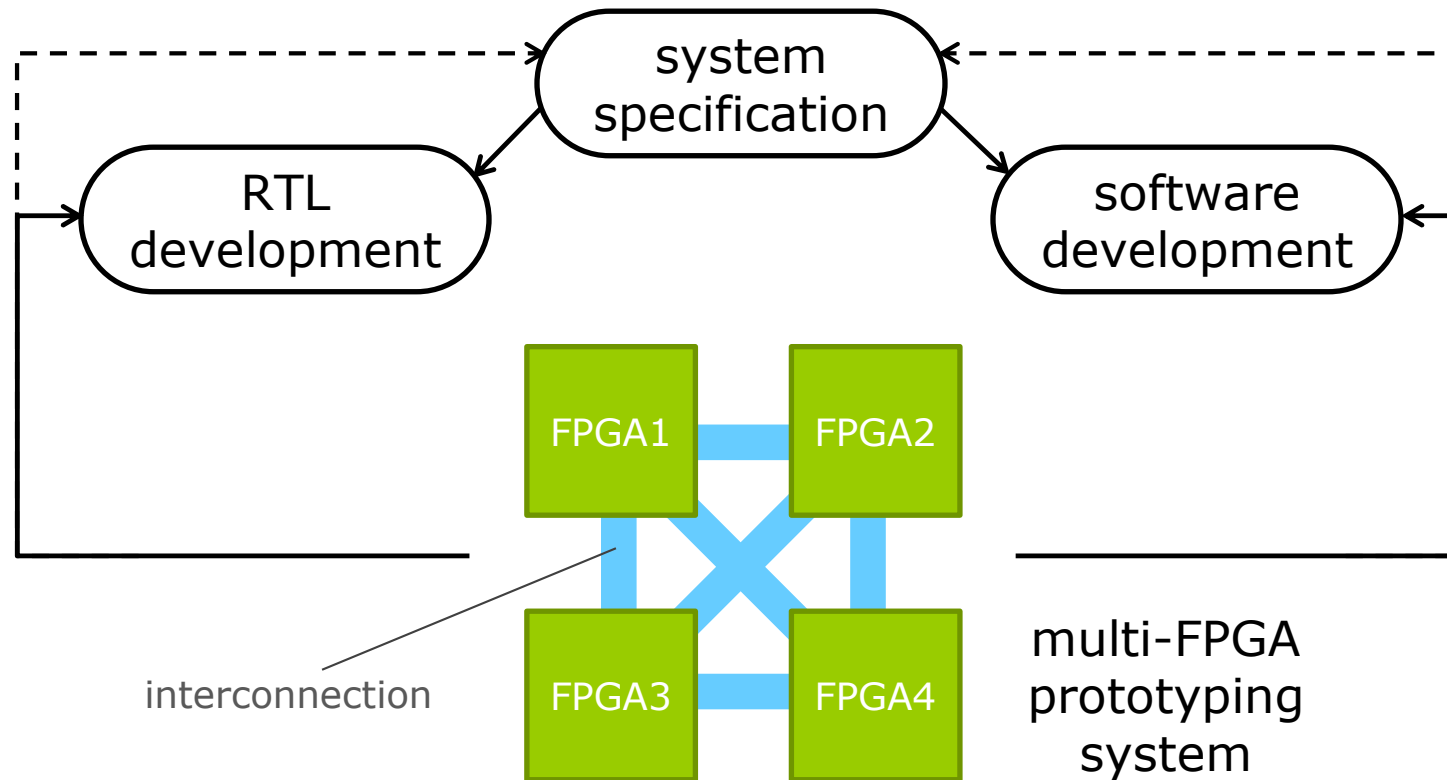 system
specification
RTL
development
software
development
FPGA1
FPGA2
interconnection
FPGA3
FPGA4
multi-FPGA
prototyping
system